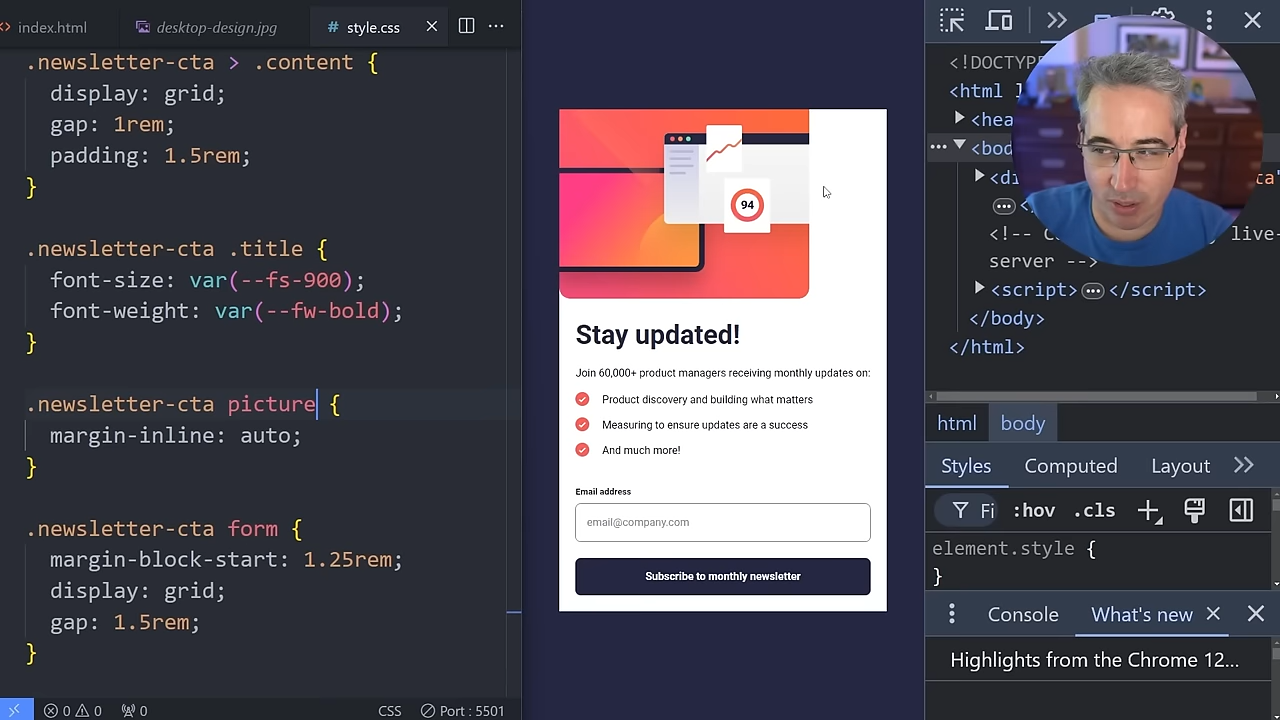 index.html
desktop-design.jpg
# style.css
.newsletter-cta > .content {
display: grid;
gap: 1rem;
padding: 1.5rem;
}
.newsletter-cta .title {
font-size: var(--fs-900);
font-weight: var(--fw-bold);
}
.newsletter-cta picture {
margin-inline: auto;
}
.newsletter-cta form {
margin-block-start: 1.25rem;
display: grid;
gap: 1.5rem;
}
0 0 0
CSS
Port : 5501
94
Stay updated!
Join 60,000+ product managers receiving monthly updates on:
Product discovery and building what matters
Measuring to ensure updates are a success
And much more!
Email address
email@company.com
Subscribe to monthly newsletter
<!DOCTYPE
<html l
<hea
<bod
<di
ta"
</
<!-- C
live-
server -->
<script> </script>
</body>
</html>
html body
Styles Computed Layout
Fi :hov .cls
element.style {
}
Console What's new
Highlights from the Chrome 12...